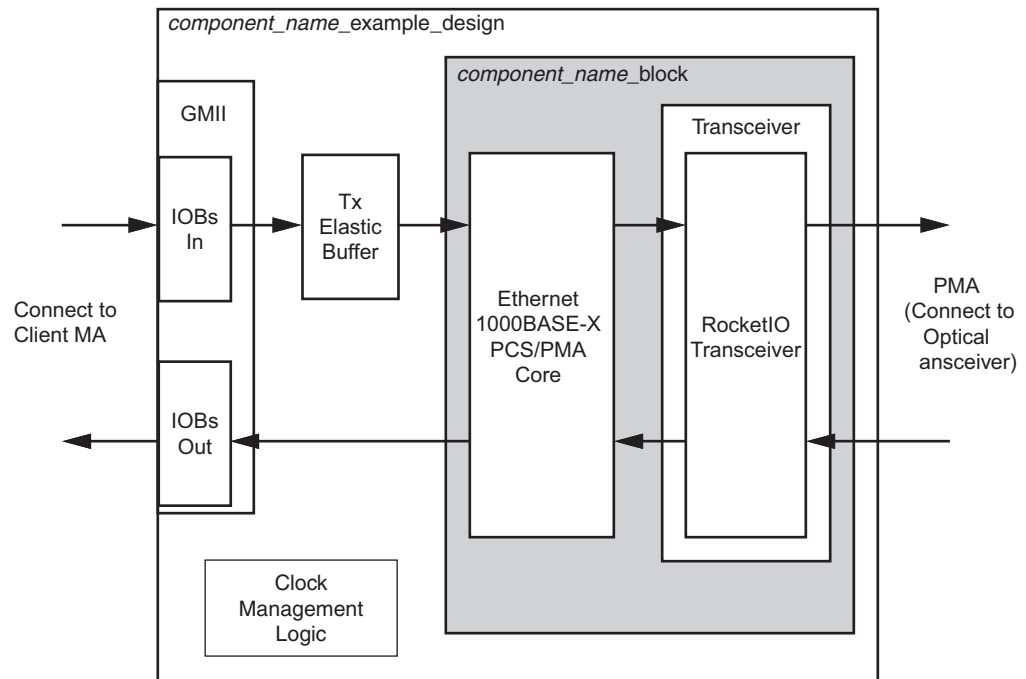 component_name_example_design
component_name_block
GMII
Transceiver
IOBs
In
Tx
Elastic
Buffer
Connect to
Client MA
Ethernet
1000BASE-X
PCS/PMA
Core
RocketIO
Transceiver
PMA
(Connect to
Optical
ansceiver)
IOBs
Out
Clock
Management
Logic